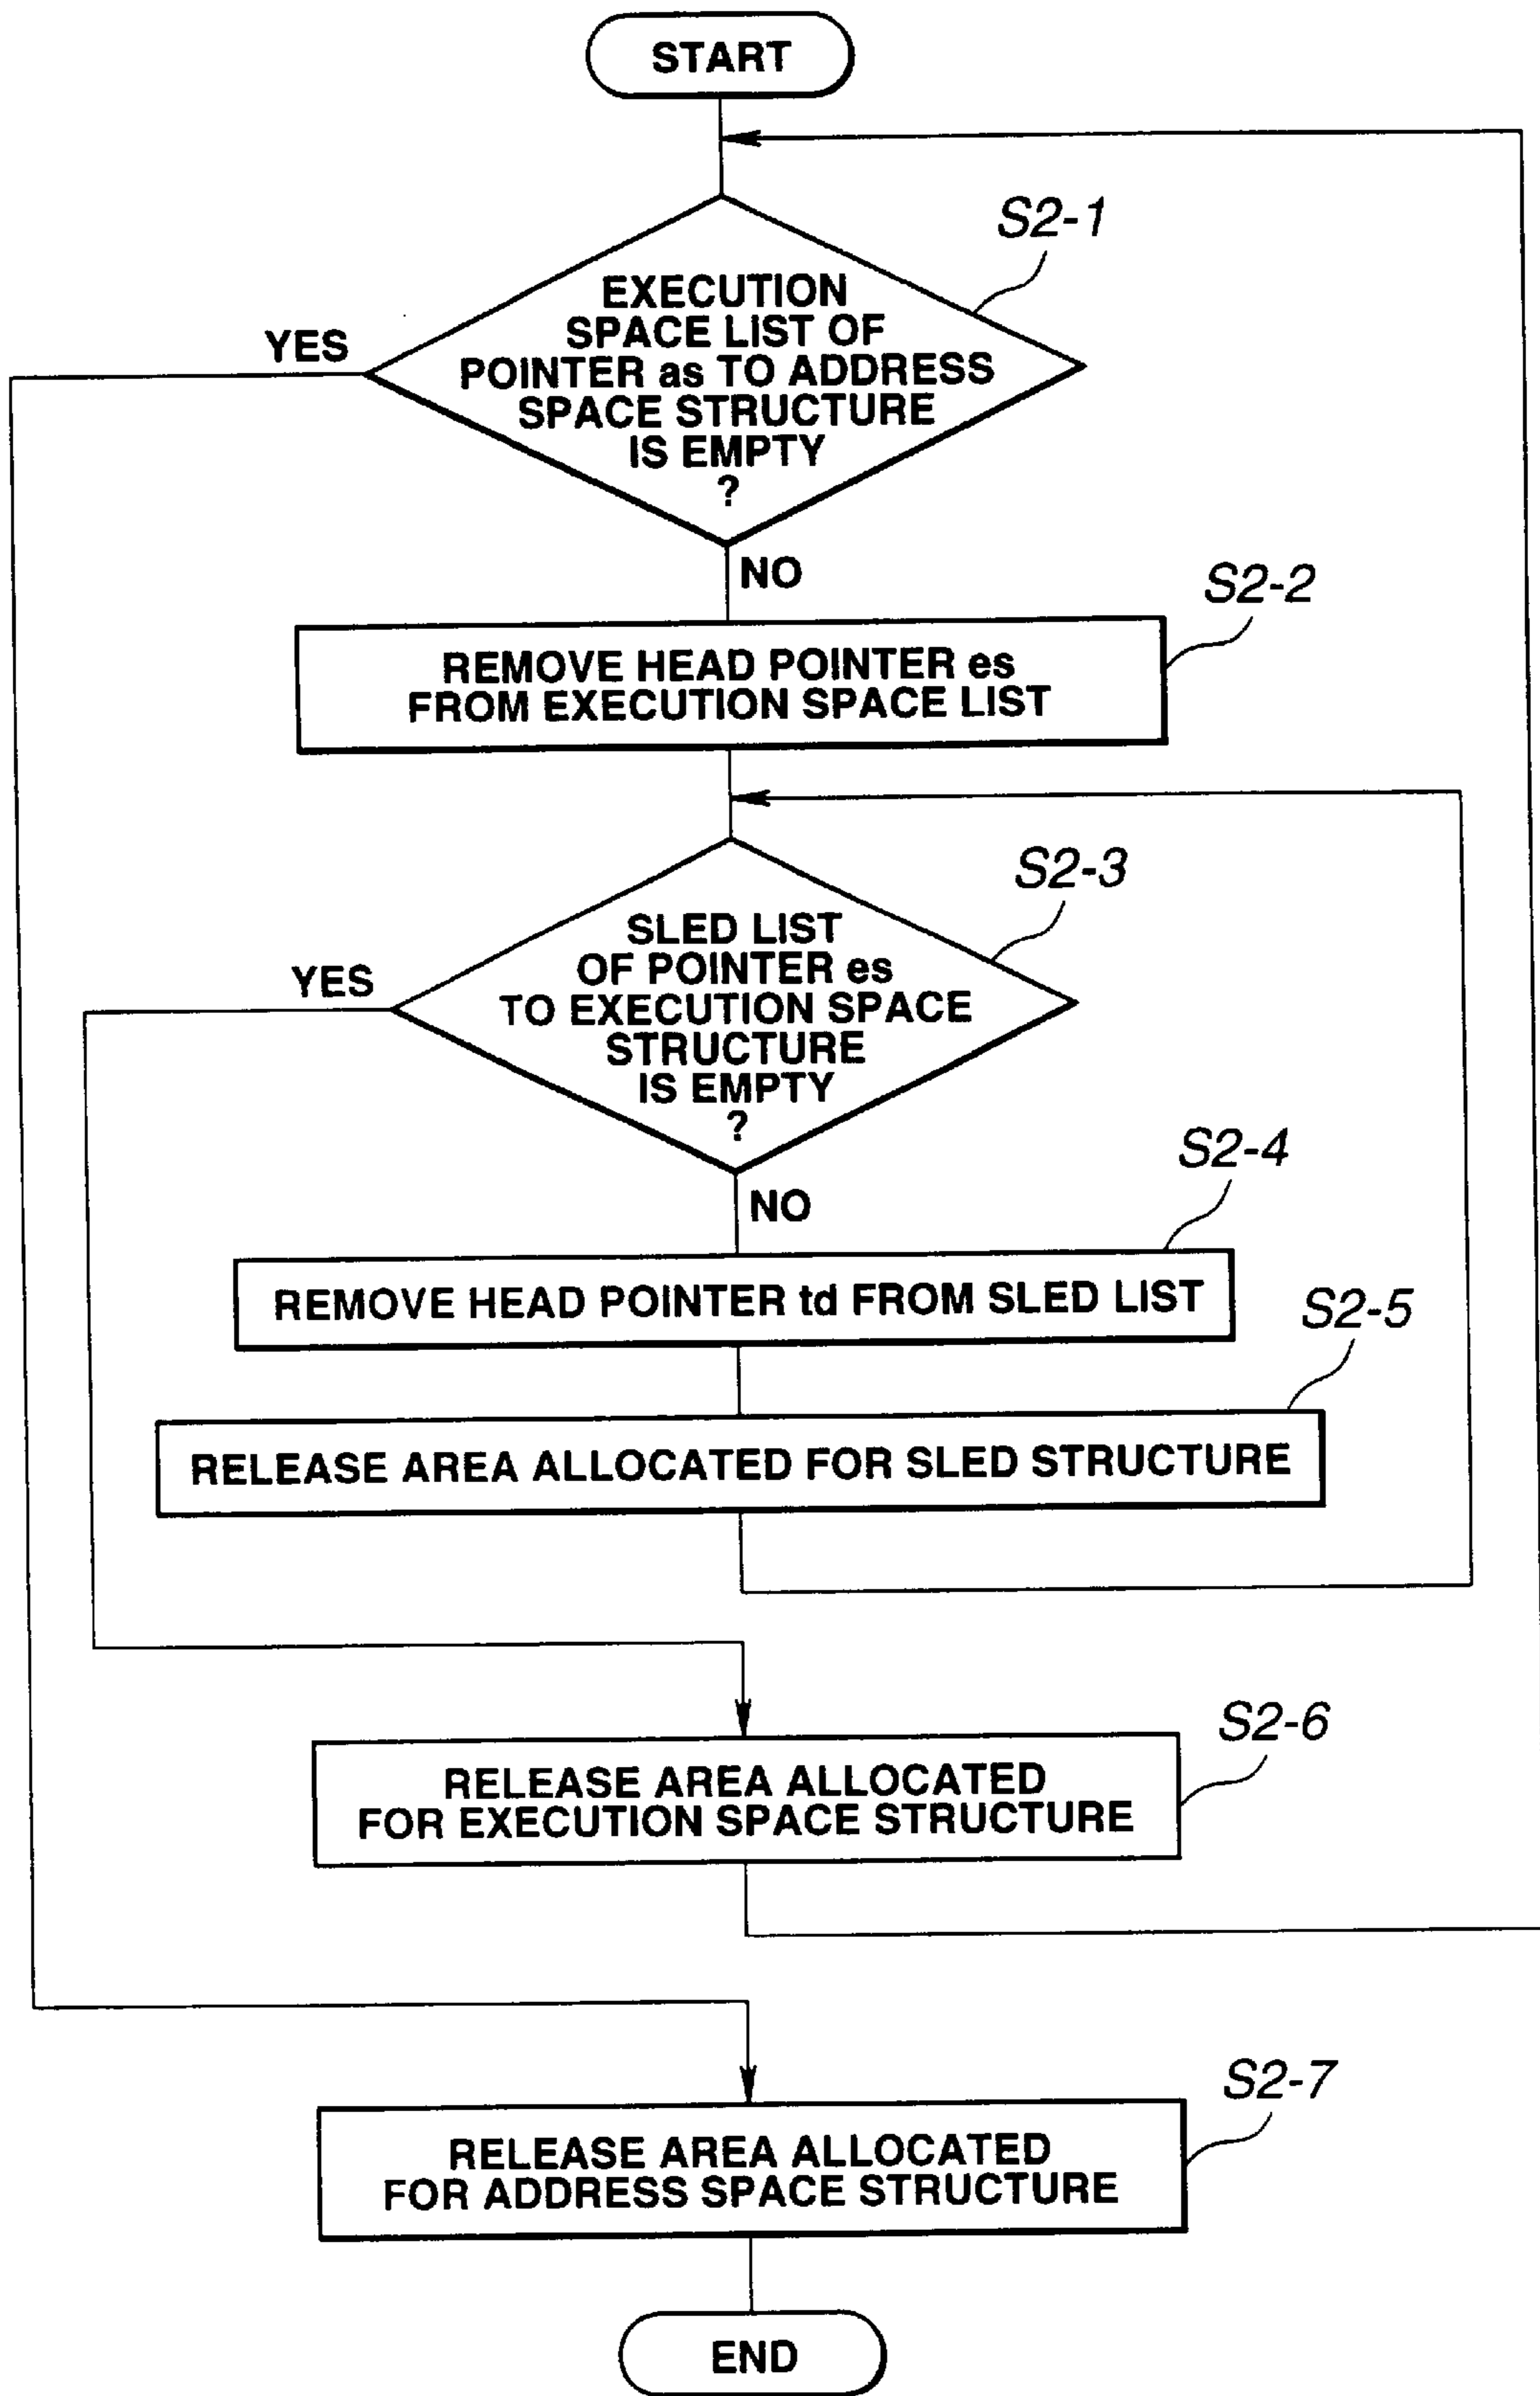 START
S2-1
EXECUTION
SPACE LIST OF
POINTER as TO ADDRESS
SPACE STRUCTURE
IS EMPTY
?
YES
NO
S2-2
REMOVE HEAD POINTER es
FROM EXECUTION SPACE LIST
S2-3
SLED LIST
OF POINTER es
TO EXECUTION SPACE
STRUCTURE
IS EMPTY
?
YES
NO
S2-4
REMOVE HEAD POINTER td FROM SLED LIST
S2-5
RELEASE AREA ALLOCATED FOR SLED STRUCTURE
S2-6
RELEASE AREA ALLOCATED
FOR EXECUTION SPACE STRUCTURE
S2-7
RELEASE AREA ALLOCATED
FOR ADDRESS SPACE STRUCTURE
END